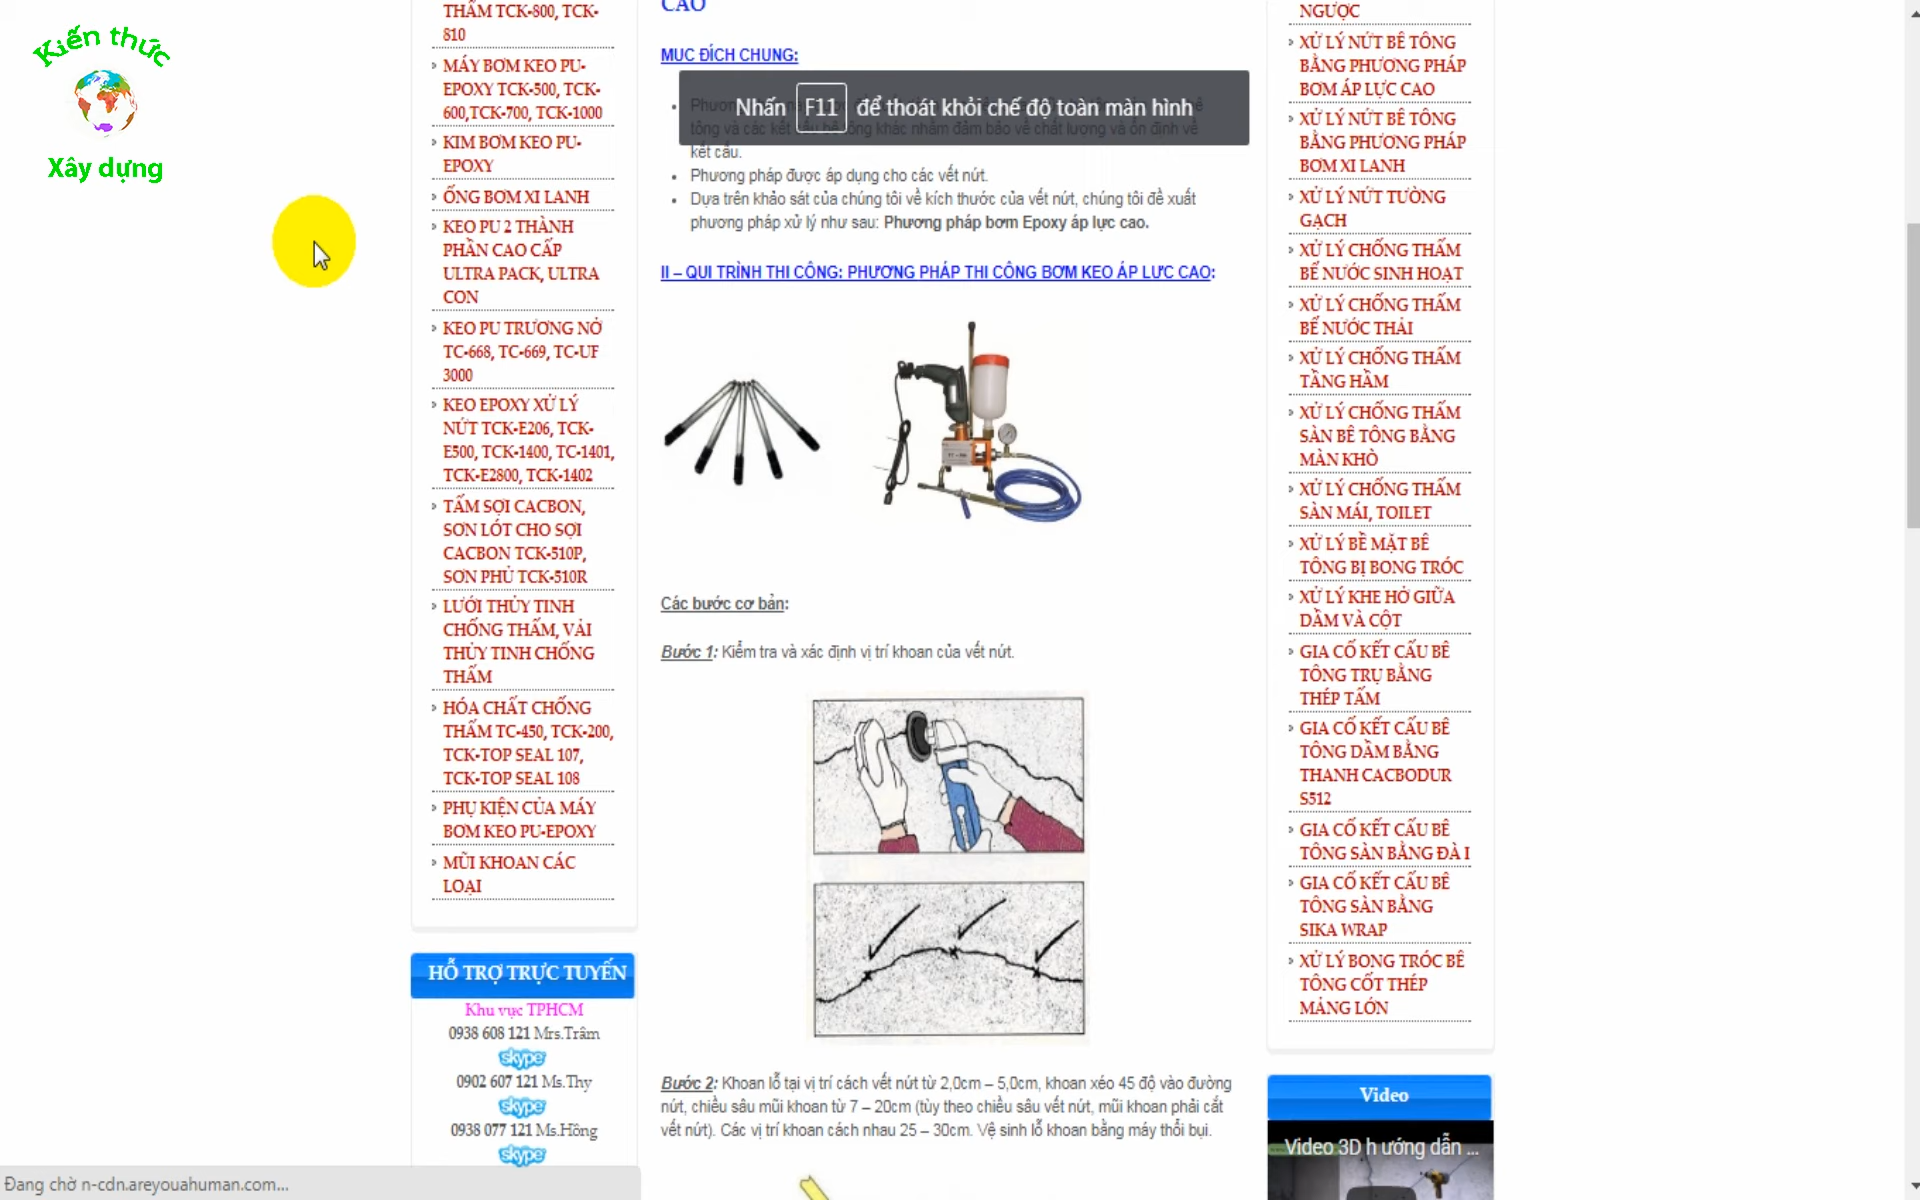 Kiến thức
Xây dựng
THẤM TCK-800, TCK-
810
MÁY BƠM KEO PU-
EPOXY TCK-500, TCK-
600,TCK-700, TCK-1000
KIM BƠM KEO PU-
EPOXY
ỐNG BƠM XI LANH
KEO PU 2 THÀNH
PHẦN CAO CẤP
ULTRA PACK, ULTRA
CON
KEO PU TRƯƠNG NỞ
TC-668, TC-669, TC-UF
3000
KEO EPOXY XỬ LÝ
NỨT TCK-E206, TCK-
E500, TCK-1400, TC-1401,
TCK-E2800, TCK-1402
TẤM SỢI CACBON,
SƠN LÓT CHO SỢI
CACBON TCK-510P,
SƠN PHỦ TCK-510R
LƯỚI THỦY TINH
CHỐNG THẤM, VẢI
THỦY TINH CHỐNG
THẤM
HÓA CHẤT CHỐNG
THẤM TC-450, TCK-200,
TCK-TOP SEAL 107,
TCK-TOP SEAL 108
PHỤ KIỆN CỦA MÁY
BƠM KEO PU-EPOXY
MŨI KHOAN CÁC
LOẠI
HỖ TRỢ TRỰC TUYẾN
Khu vực TPHCM
0938 608 121 Mrs.Trâm
skype
0902 607 121 Ms.Thy
skype
0938 077 121 Ms.Hồng
skype
Đang chờ n-cdn.areyouahuman.com...
CAO
MỤC ĐÍCH CHUNG:
Nhấn F11 để thoát khỏi chế độ toàn màn hình
tông và các kết cấu bê tông khác nhằm đảm bảo về chất lượng và ổn định về
kết cấu.
Phương pháp được áp dụng cho các vết nứt.
Dựa trên khảo sát của chúng tôi về kích thước của vết nứt, chúng tôi đề xuất
phương pháp xử lý như sau: Phương pháp bơm Epoxy áp lực cao.
II – QUI TRÌNH THI CÔNG: PHƯƠNG PHÁP THI CÔNG BƠM KEO ÁP LỰC CAO:
Các bước cơ bản:
Bước 1: Kiểm tra và xác định vị trí khoan của vết nứt.
Bước 2: Khoan lỗ tại vị trí cách vết nứt từ 2,0cm – 5,0cm, khoan xéo 45 độ vào đường
nứt, chiều sâu mũi khoan từ 7 – 20cm (tùy theo chiều sâu vết nứt, mũi khoan phải cắt
vết nứt). Các vị trí khoan cách nhau 25 – 30cm. Vệ sinh lỗ khoan bằng máy thổi bụi.
NGƯỢC
XỬ LÝ NỨT BÊ TÔNG
BẰNG PHƯƠNG PHÁP
BƠM ÁP LỰC CAO
XỬ LÝ NỨT BÊ TÔNG
BẰNG PHƯƠNG PHÁP
BƠM XI LANH
XỬ LÝ NỨT TƯỜNG
GẠCH
XỬ LÝ CHỐNG THẤM
BỂ NƯỚC SINH HOẠT
XỬ LÝ CHỐNG THẤM
BỂ NƯỚC THẢI
XỬ LÝ CHỐNG THẤM
TẦNG HẦM
XỬ LÝ CHỐNG THẤM
SÀN BÊ TÔNG BẰNG
MÀN KHÒ
XỬ LÝ CHỐNG THẤM
SÀN MÁI, TOILET
XỬ LÝ BỀ MẶT BÊ
TÔNG BỊ BONG TRÓC
XỬ LÝ KHE HỞ GIỮA
DẦM VÀ CỘT
GIA CỐ KẾT CẤU BÊ
TÔNG TRỤ BẰNG
THÉP TẤM
GIA CỐ KẾT CẤU BÊ
TÔNG DẦM BẰNG
THANH CACBODUR
S512
GIA CỐ KẾT CẤU BÊ
TÔNG SÀN BẰNG ĐÀ I
GIA CỐ KẾT CẤU BÊ
TÔNG SÀN BẰNG
SIKA WRAP
XỬ LÝ BONG TRÓC BÊ
TÔNG CỐT THÉP
MẢNG LỚN
Video
Video 3D h ướng dẫn ...